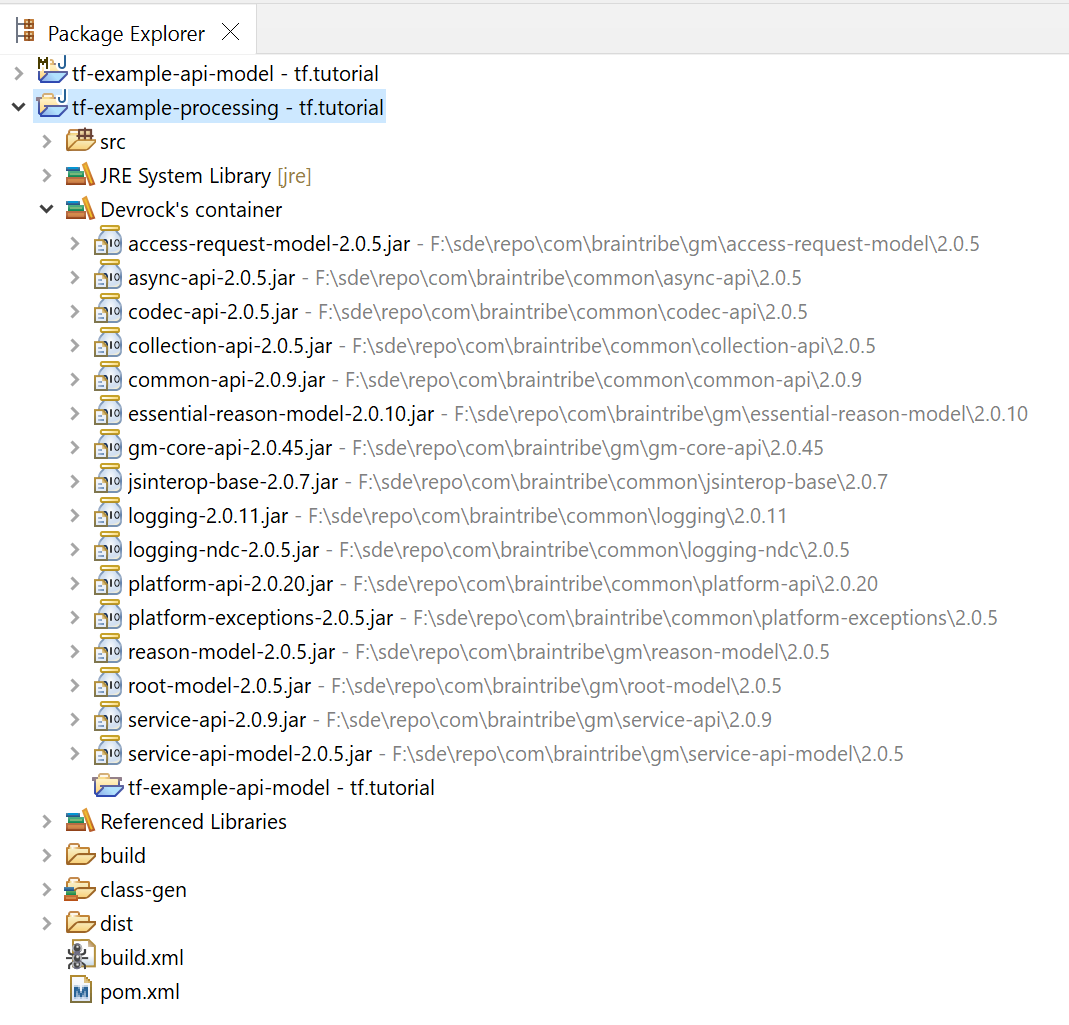 Package Explorer
tf-example-api-model - tf.tutorial
tf-example-processing - tf.tutorial
src
JRE System Library [jre]
Devrock's container
access-request-model-2.0.5.jar - F:\sde\repo\com\braintribe\gm\access-request-model\2.0.5
async-api-2.0.5.jar - F:\sde\repo\com\braintribe\common\async-api\2.0.5
codec-api-2.0.5.jar - F:\sde\repo\com\braintribe\common\codec-api\2.0.5
collection-api-2.0.5.jar - F:\sde\repo\com\braintribe\common\collection-api\2.0.5
common-api-2.0.9.jar - F:\sde\repo\com\braintribe\common\common-api\2.0.9
essential-reason-model-2.0.10.jar - F:\sde\repo\com\braintribe\gm\essential-reason-model\2.0.10
gm-core-api-2.0.45.jar - F:\sde\repo\com\braintribe\gm\gm-core-api\2.0.45
jsinterop-base-2.0.7.jar - F:\sde\repo\com\braintribe\common\jsinterop-base\2.0.7
logging-2.0.11.jar - F:\sde\repo\com\braintribe\common\logging\2.0.11
logging-ndc-2.0.5.jar - F:\sde\repo\com\braintribe\common\logging-ndc\2.0.5
platform-api-2.0.20.jar - F:\sde\repo\com\braintribe\common\platform-api\2.0.20
platform-exceptions-2.0.5.jar - F:\sde\repo\com\braintribe\common\platform-exceptions\2.0.5
reason-model-2.0.5.jar - F:\sde\repo\com\braintribe\gm\reason-model\2.0.5
root-model-2.0.5.jar - F:\sde\repo\com\braintribe\gm\root-model\2.0.5
service-api-2.0.9.jar - F:\sde\repo\com\braintribe\gm\service-api\2.0.9
service-api-model-2.0.5.jar - F:\sde\repo\com\braintribe\gm\service-api-model\2.0.5
tf-example-api-model - tf.tutorial
Referenced Libraries
build
class-gen
dist
build.xml
pom.xml